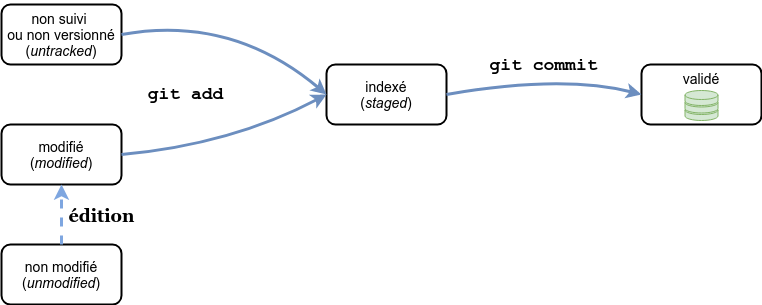 non suivi
ou non versionné
(untracked)
git add
modifié
(modified)
édition
non modifié
(unmodified)
indexé
(staged)
git commit
validé